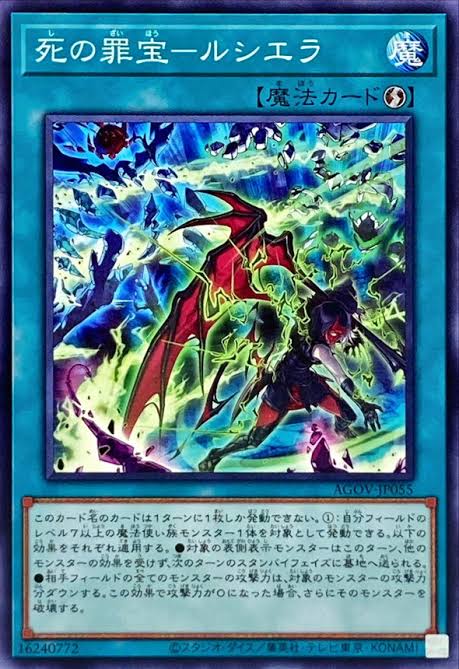 死の罪宝－ルシエラ
魔
【魔法カード】
AGOV-JP055
このカード名のカードは1ターンに1枚しか発動できない。①：自分フィールドの
レベル7以上の魔法使い族モンスター1体を対象として発動できる。以下の
効果をそれぞれ適用する。●対象の表側表示モンスターはこのターン、他の
モンスターの効果を受けず、次のターンのスタンバイフェイズに墓地へ送られる。
●相手フィールドの全てのモンスターの攻撃力は、対象のモンスターの攻撃力
分ダウンする。この効果で攻撃力が0になった場合、さらにそのモンスターを
破壊する。
16240772 ©スタジオ・ダイス／集英社・テレビ東京・KONAMI